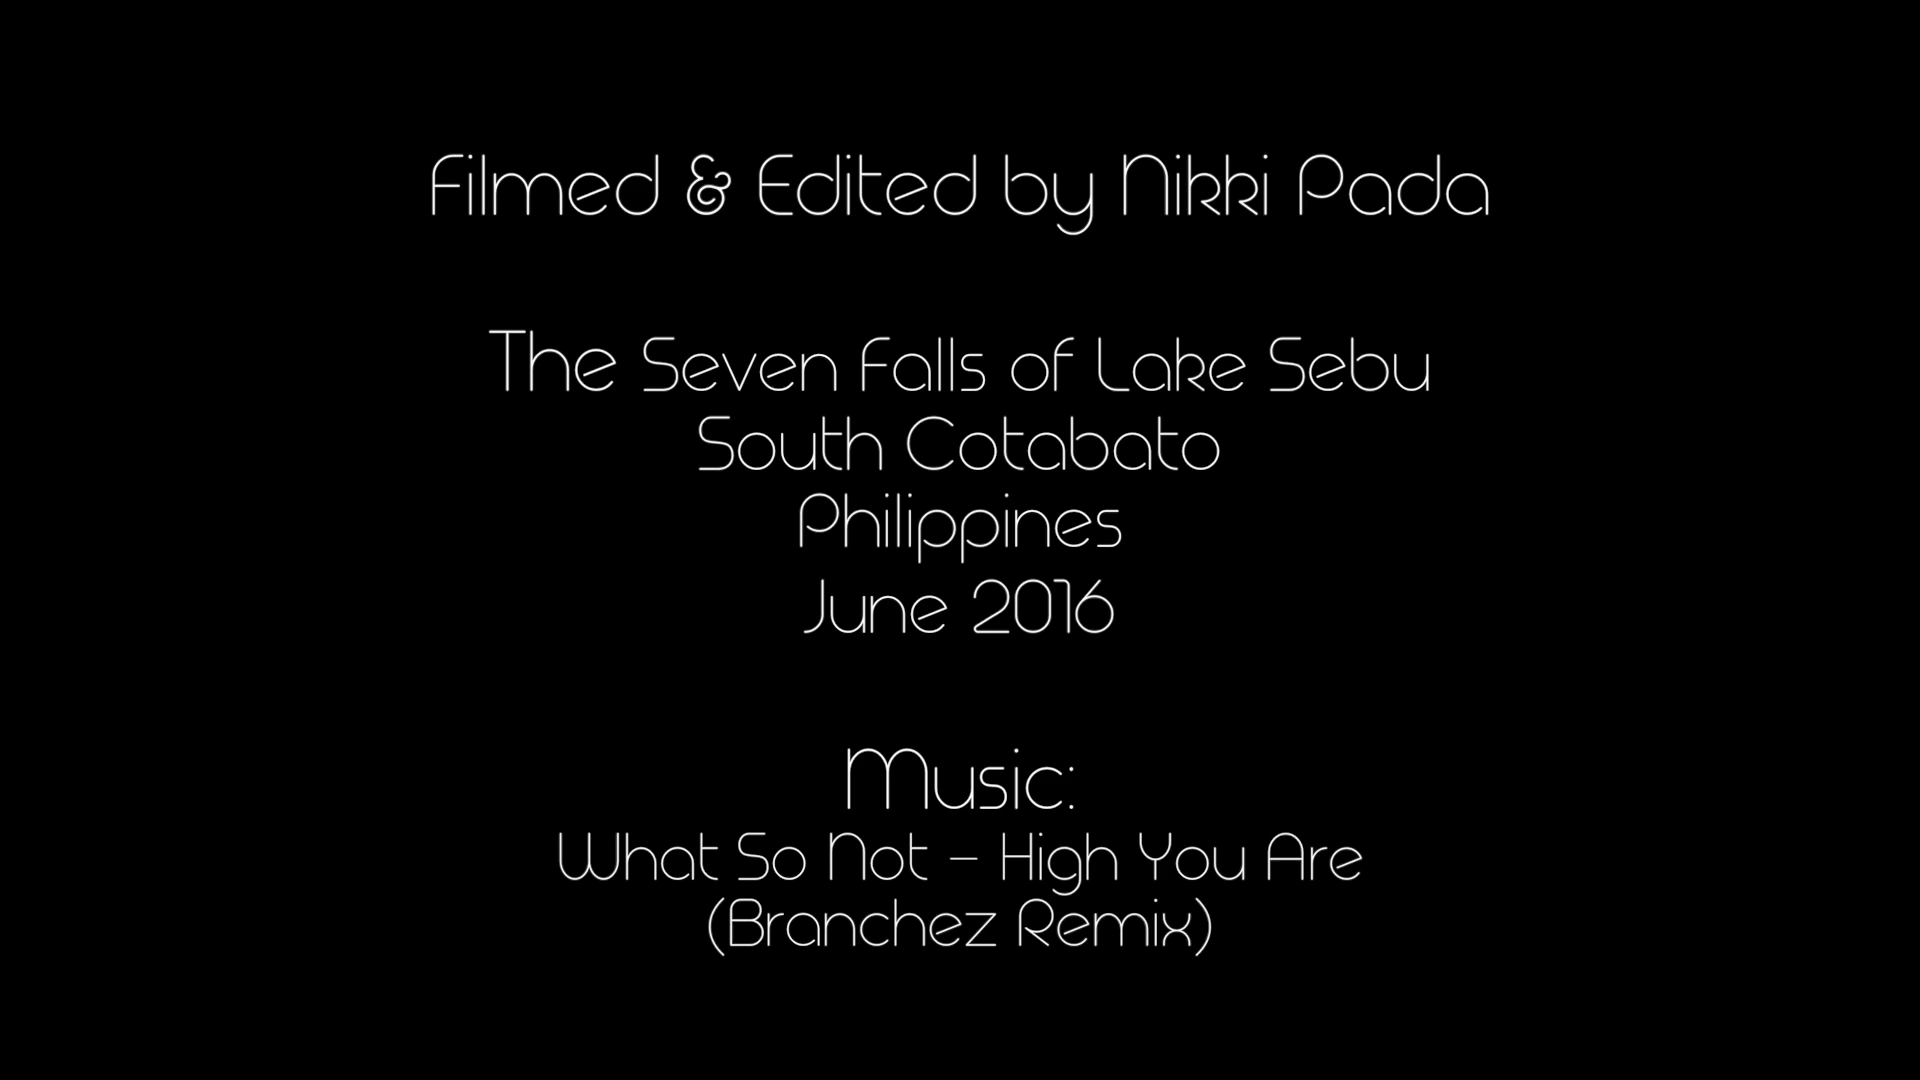 Filmed & Edited by Nikki Pada
The Seven Falls of Lake Sebu
South Cotabato
Philippines
June 2016
Music:
What So Not - High You Are
(Branchez Remix)